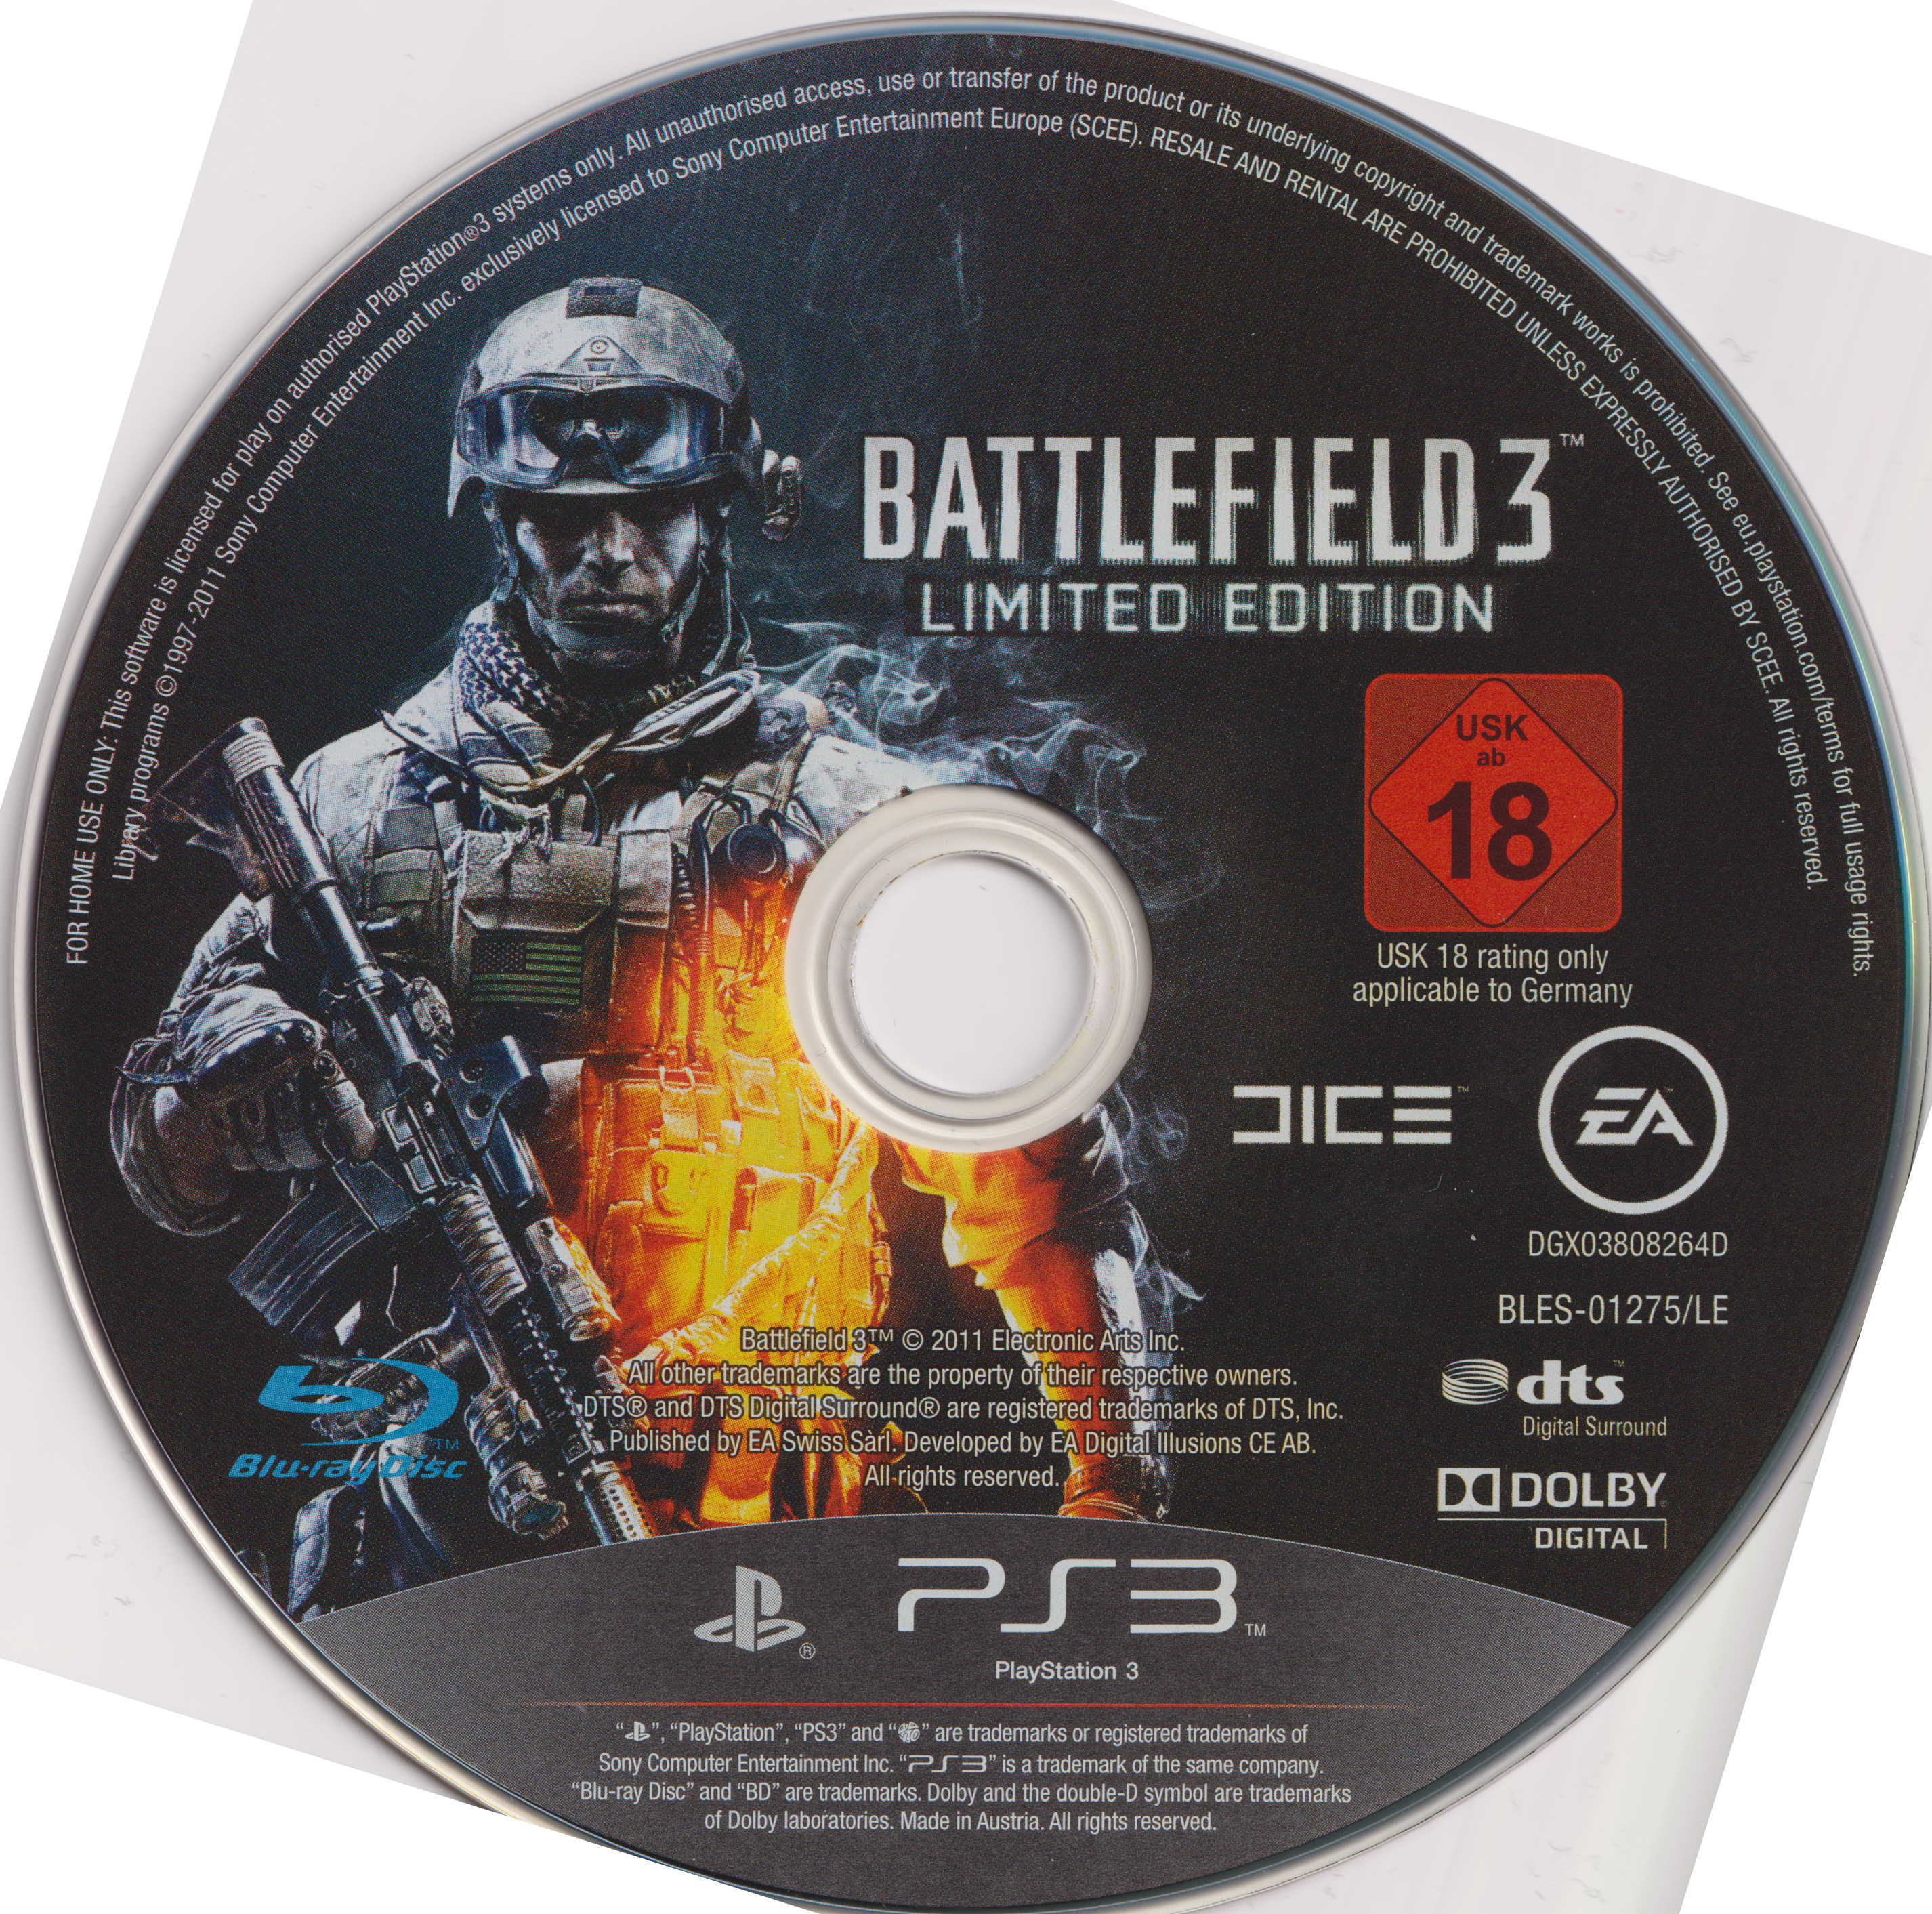 FOR HOME USE ONLY: This software is licensed for play on authorised PlayStation®3 systems only. All unauthorised access, use or transfer of the product or its underlying copyright and trademark works is prohibited. See eu.playstation.com/terms for full usage rights.
Library programs ©1997-2011 Sony Computer Entertainment Inc. exclusively licensed to Sony Computer Entertainment Europe (SCEE). RESALE AND RENTAL ARE PROHIBITED UNLESS EXPRESSLY AUTHORISED BY SCEE. All rights reserved.
BATTLEFIELD 3™
LIMITED EDITION
USK
ab
18
USK 18 rating only
applicable to Germany
DICE™
EA™
DGX03808264D
BLES-01275/LE
Battlefield 3™ © 2011 Electronic Arts Inc.
All other trademarks are the property of their respective owners.
DTS® and DTS Digital Surround® are registered trademarks of DTS, Inc.
Published by EA Swiss Sàrl. Developed by EA Digital Illusions CE AB.
All rights reserved.
Blu-ray Disc™
dts™
Digital Surround
DOLBY®
DIGITAL
PS3™
PlayStation 3
“ ”, “PlayStation”, “PS3” and “ ” are trademarks or registered trademarks of
Sony Computer Entertainment Inc. “PS3” is a trademark of the same company.
“Blu-ray Disc” and “BD” are trademarks. Dolby and the double-D symbol are trademarks
of Dolby laboratories. Made in Austria. All rights reserved.